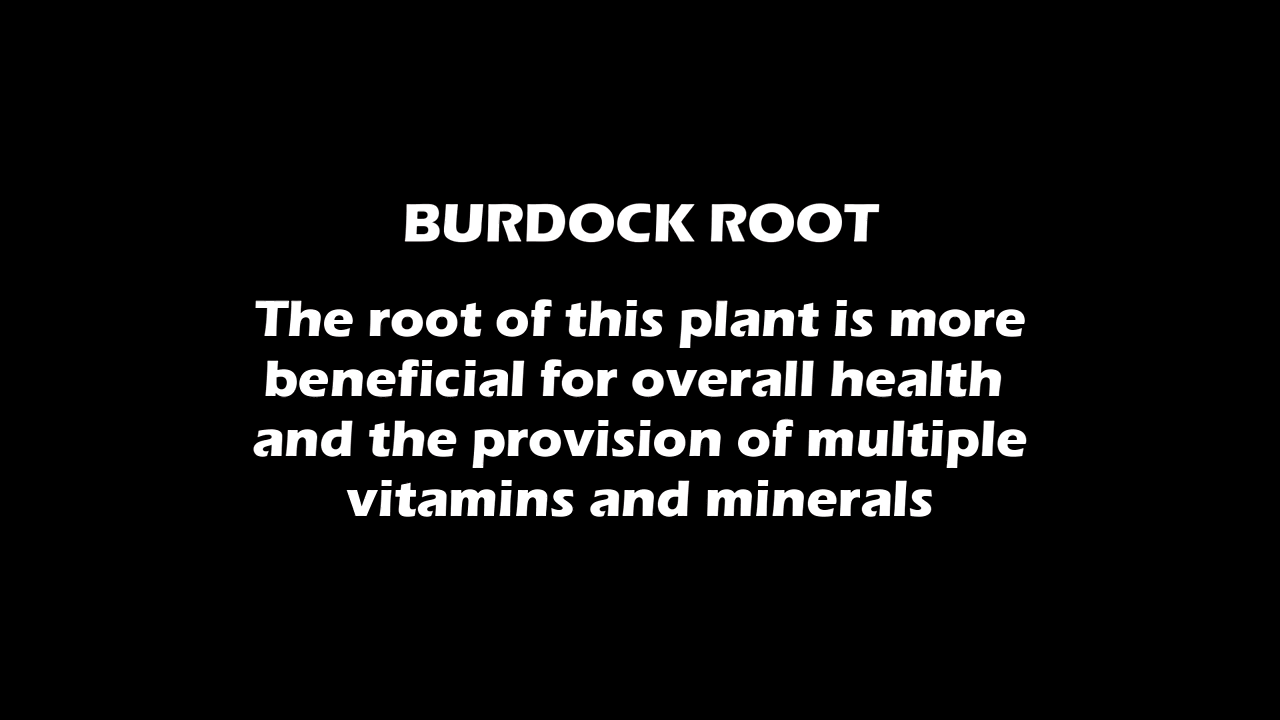 BURDOCK ROOT
The root of this plant is more
beneficial for overall health
and the provision of multiple
vitamins and minerals